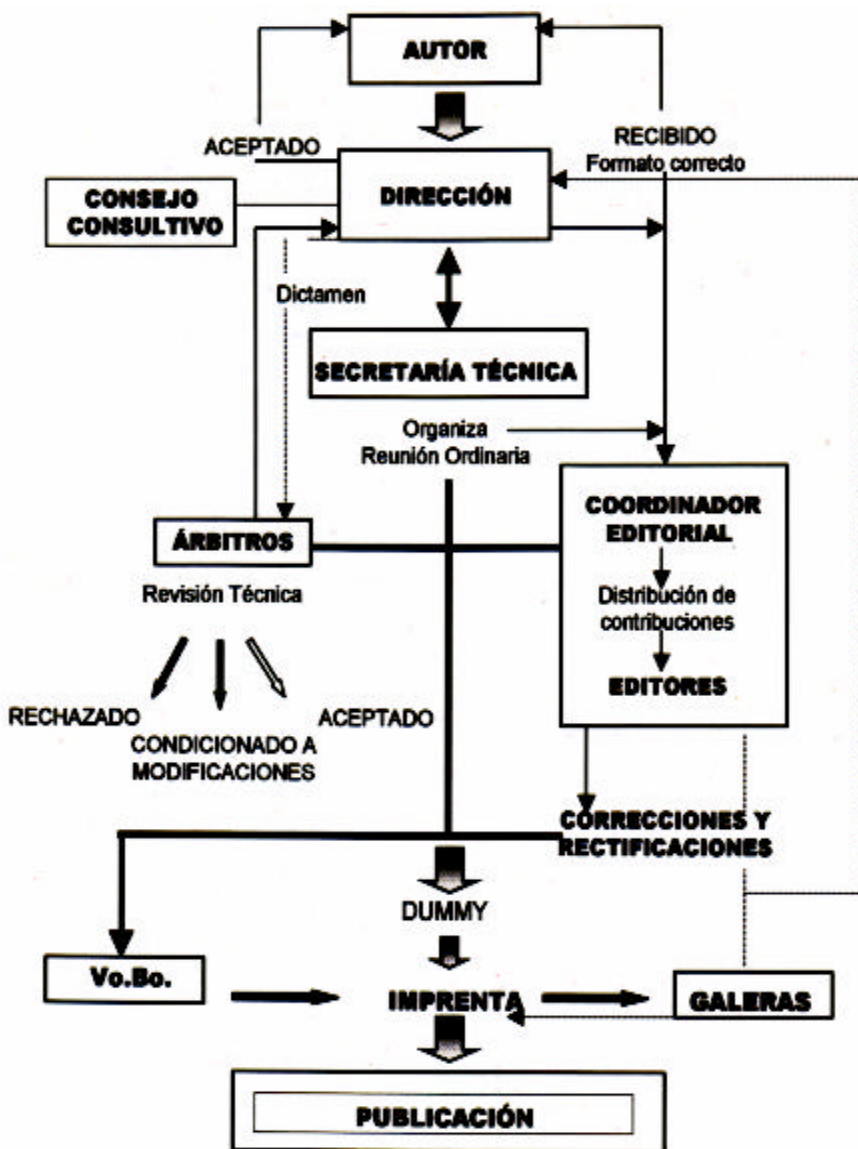 AUTOR
ACEPTADO
RECIBIDO
Formato correcto
CONSEJO
CONSULTIVO
DIRECCIÓN
Dictamen
SECRETARÍA TÉCNICA
Organiza
Reunión Ordinaria
COORDINADOR
EDITORIAL
ÁRBITROS
Revisión Técnica
Distribución de
contribuciones
EDITORES
RECHAZADO
ACEPTADO
CONDICIONADO A
MODIFICACIONES
CORRECCIONES Y
RECTIFICACIONES
DUMMY
Vo.Bo.
IMPRENTA
GALERAS
PUBLICACIÓN